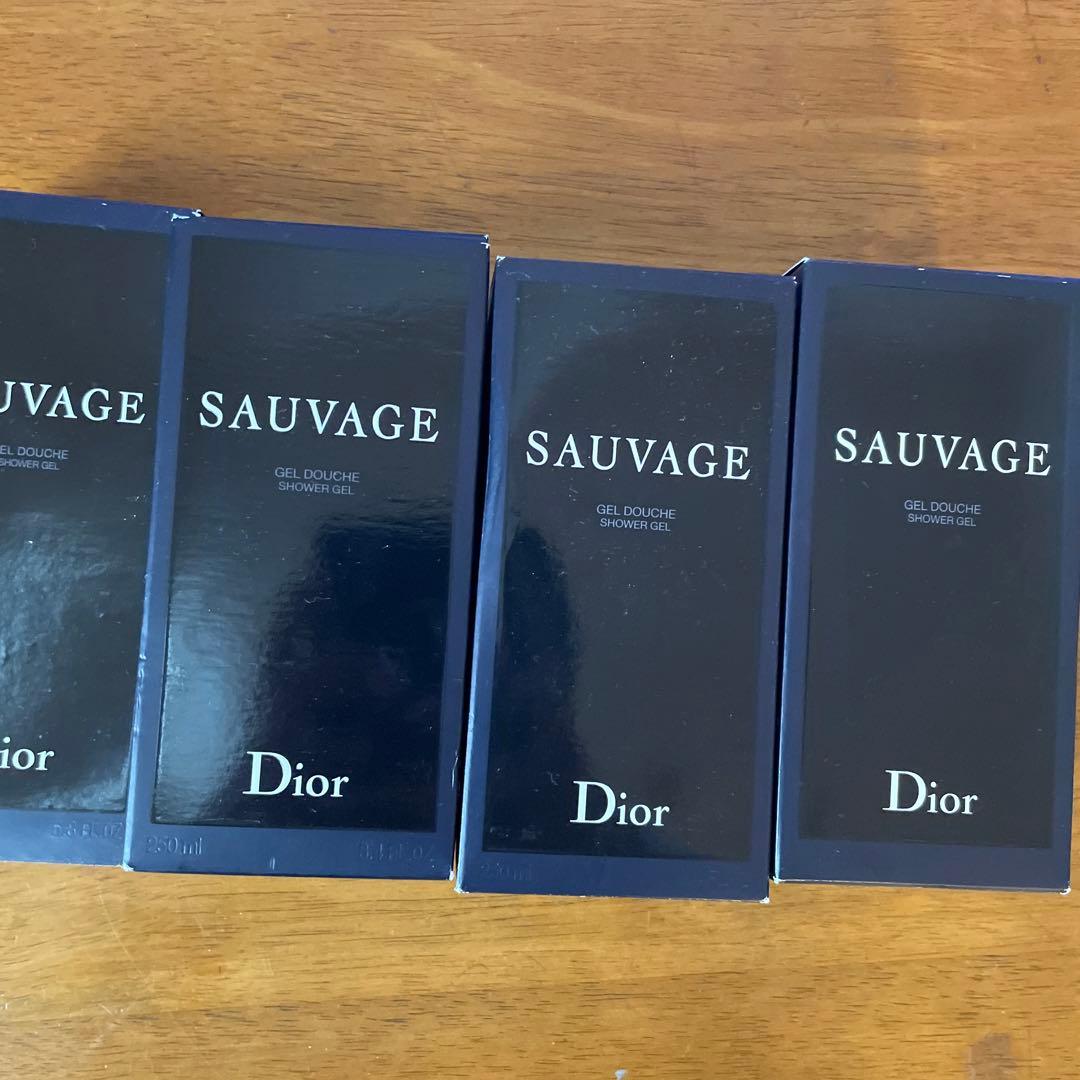 UVAGE
EL DOUCHE
SHOWER GEL
ior
SAUVAGE
GEL DOUCHE
SHOWER GEL
Dior
250 ml
SAUVAGE
GEL DOUCHE
SHOWER GEL
Dior
SAUVAGE
GEL DOUCHE
SHOWER GEL
Dior